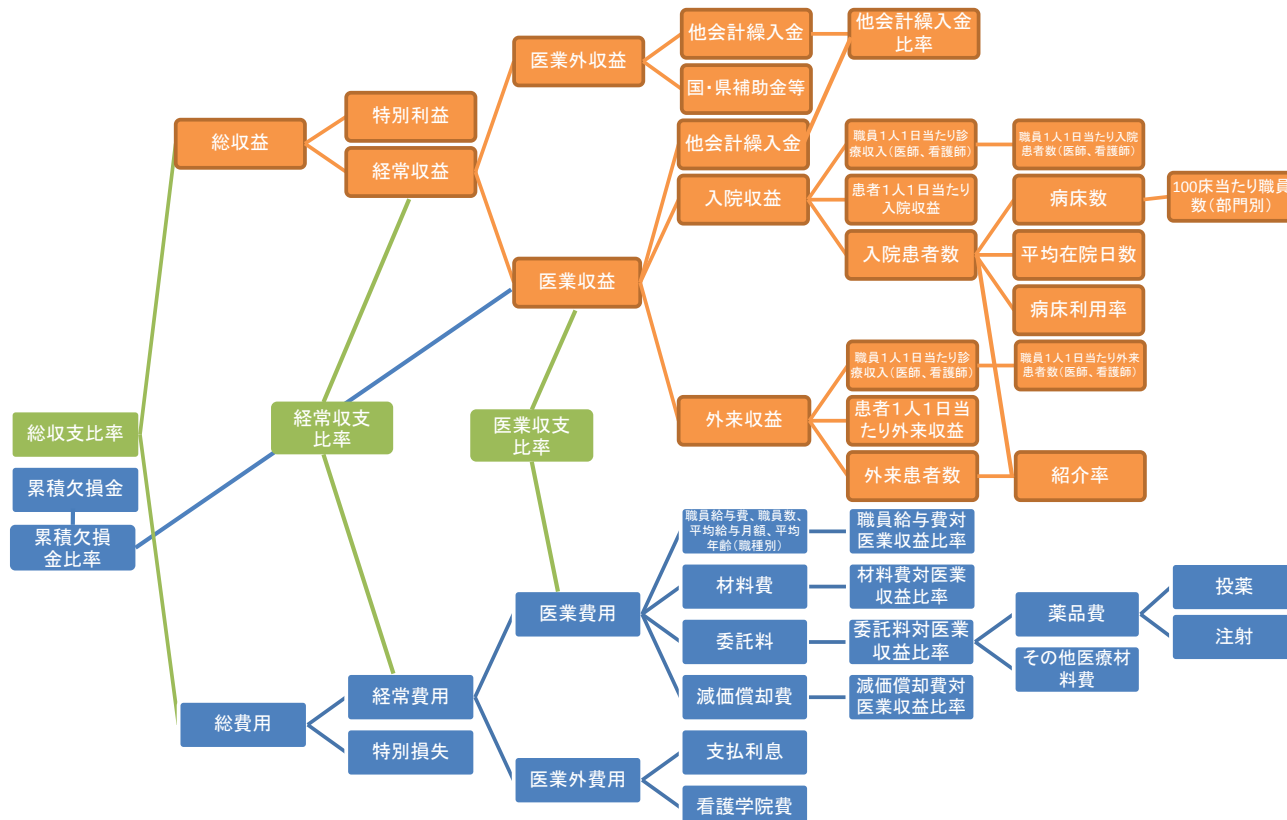 他会計繰入金
他会計繰入金
比率
医業外収益
国・県補助金等
特別利益
総収益
経常収益
他会計繰入金
職員1人1日当たり診
療収入(医師、看護師)
職員1人1日当たり入院
患者数(医師、看護師)
入院収益
患者1人1日当たり
入院収益
病床数
100床当たり職員
数(部門別)
入院患者数
平均在院日数
医業収益
病床利用率
職員1人1日当たり診
療収入(医師、看護師)
職員1人1日当たり外来
患者数(医師、看護師)
外来収益
患者1人1日当
たり外来収益
外来患者数
紹介率
総収支比率
経常収支
比率
医業収支
比率
累積欠損金
累積欠損
金比率
職員給与費、職員数、
平均給与月額、平均
年齢(職種別)
職員給与費対
医業収益比率
材料費
材料費対医業
収益比率
医業費用
委託料
委託料対医業
収益比率
薬品費
投薬
注射
その他医療材
料費
経常費用
減価償却費
減価償却費対
医業収益比率
総費用
特別損失
医業外費用
支払利息
看護学院費